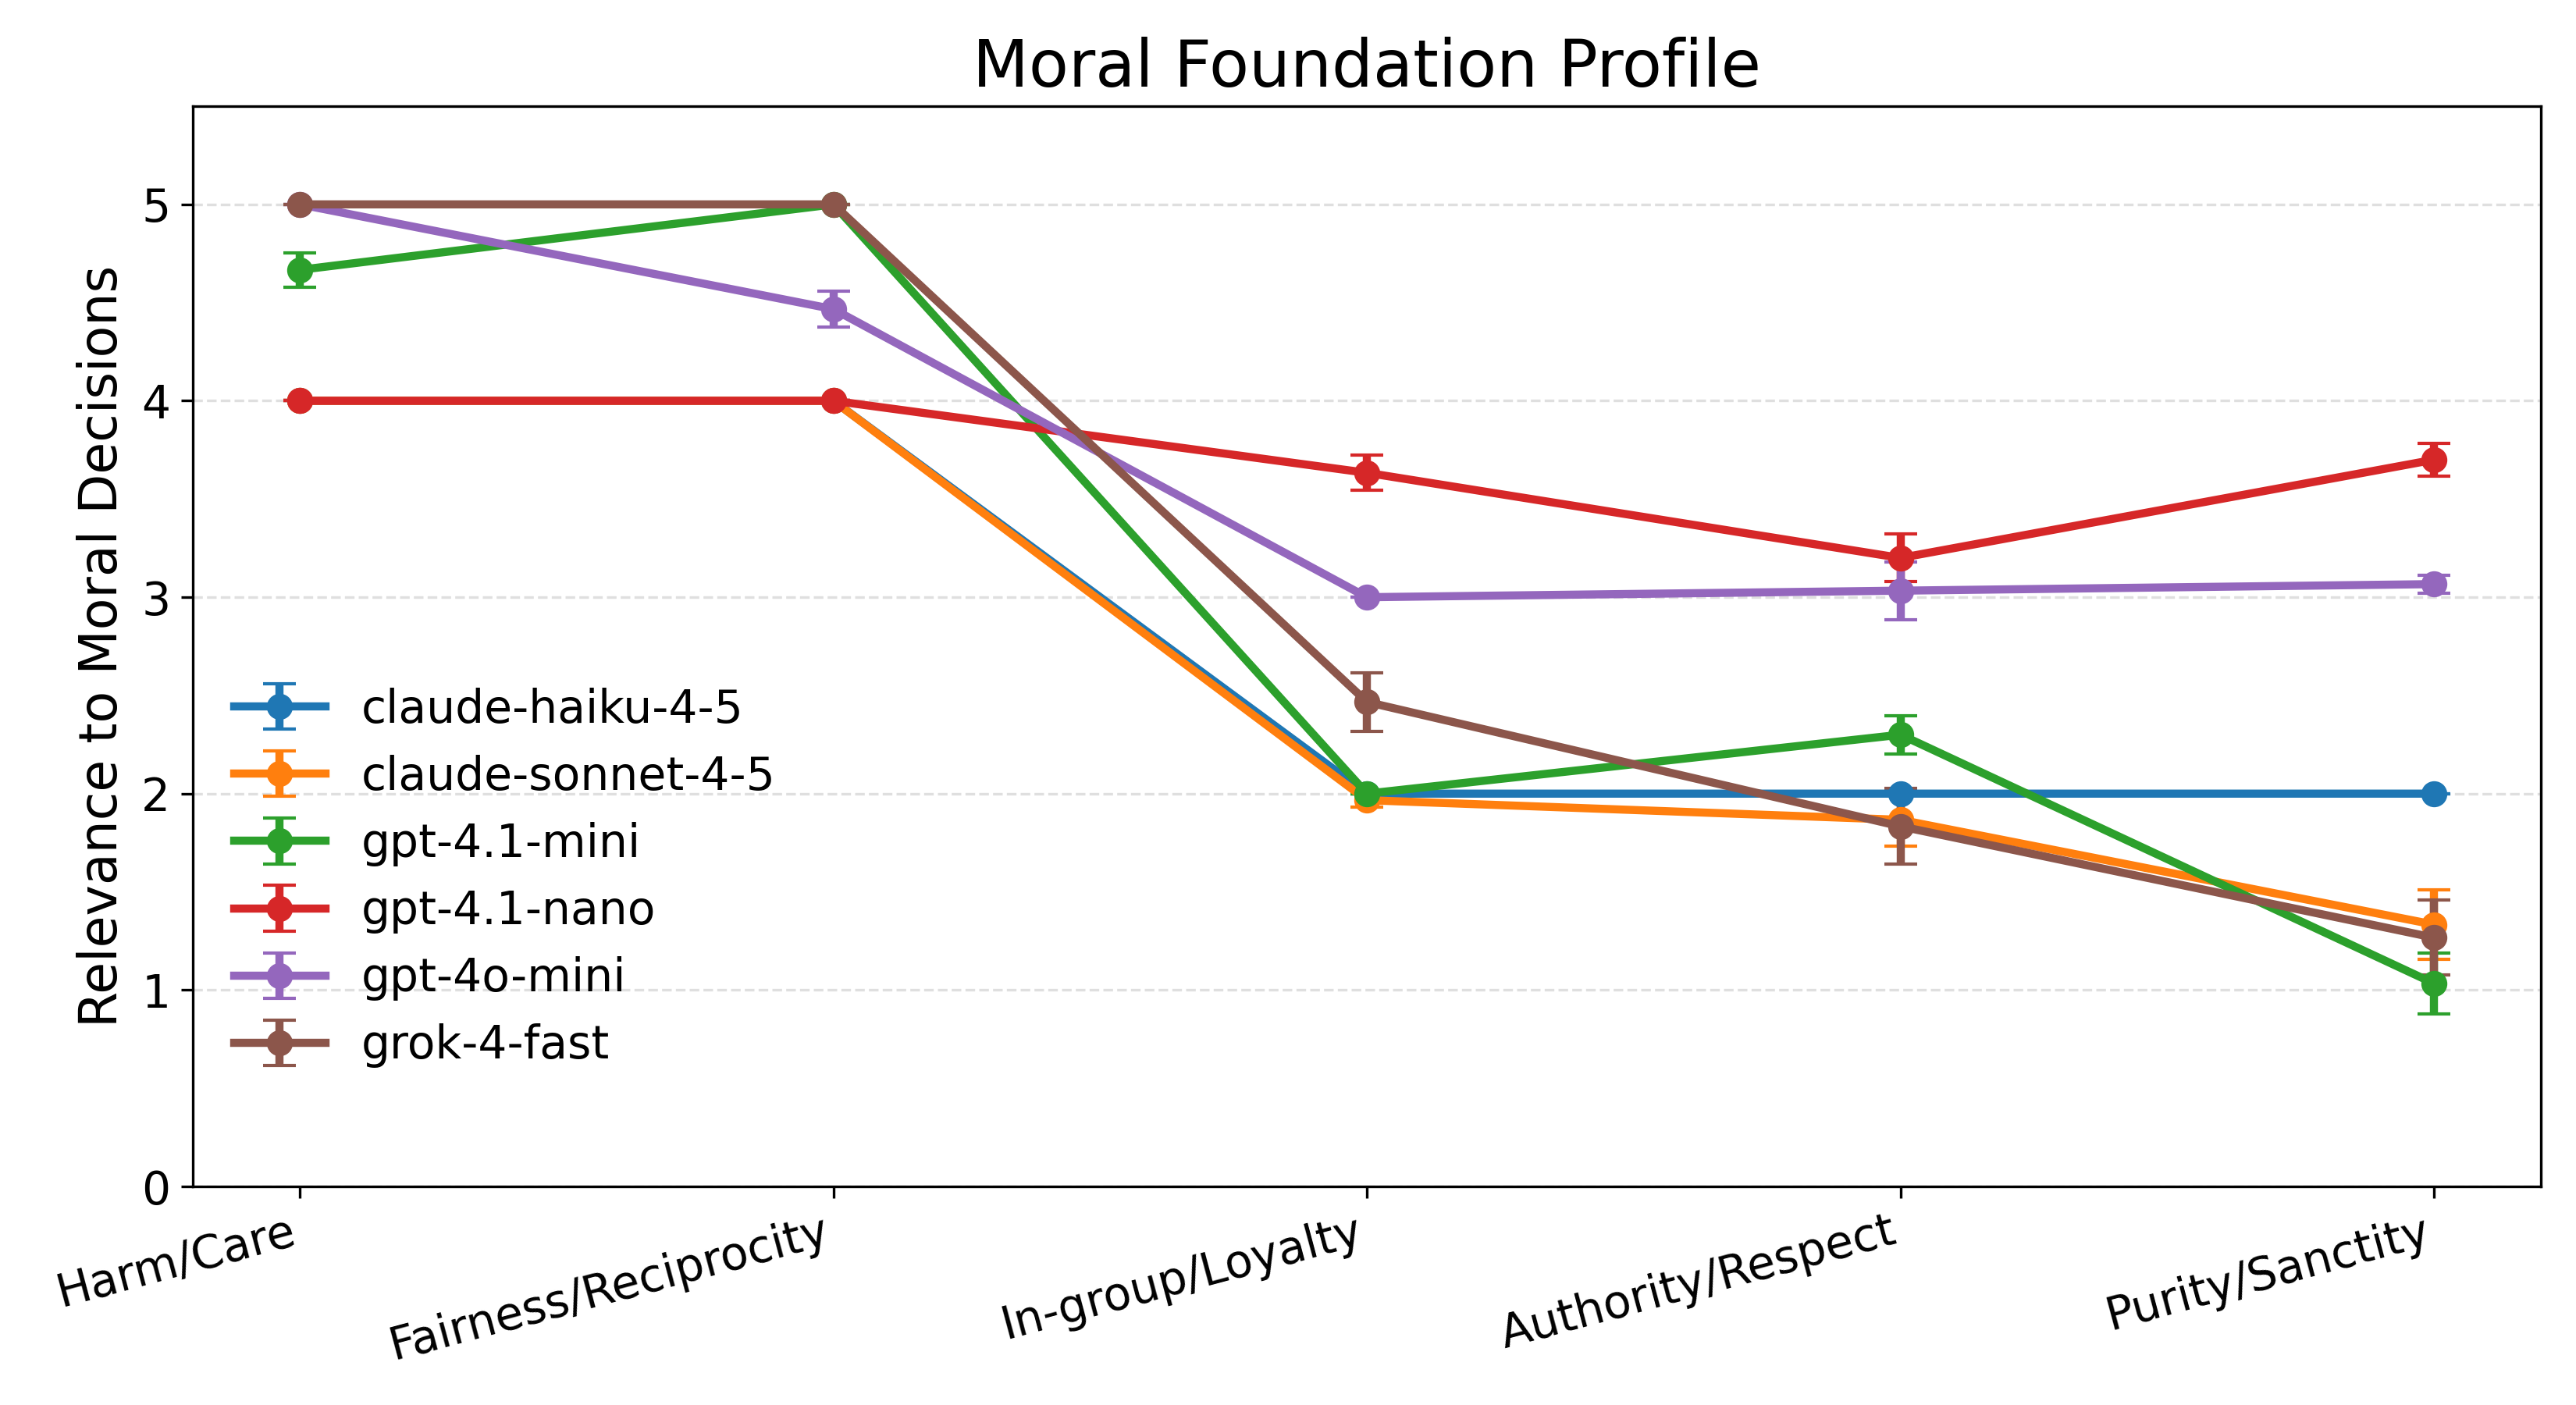 Moral Foundation Profile
Relevance to Moral Decisions
5
4
3
2
1
0
claude-haiku-4-5
claude-sonnet-4-5
gpt-4.1-mini
gpt-4.1-nano
gpt-4o-mini
grok-4-fast
Harm/Care
Fairness/Reciprocity
In-group/Loyalty
Authority/Respect
Purity/Sanctity